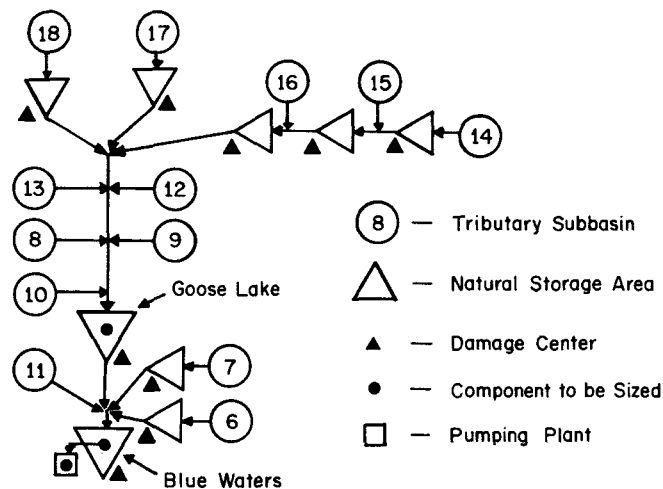 18
17
16
15
14
13
12
8
9
10
Goose Lake
11
7
6
Blue Waters
8 — Tributary Subbasin
— Natural Storage Area
— Damage Center
— Component to be Sized
— Pumping Plant